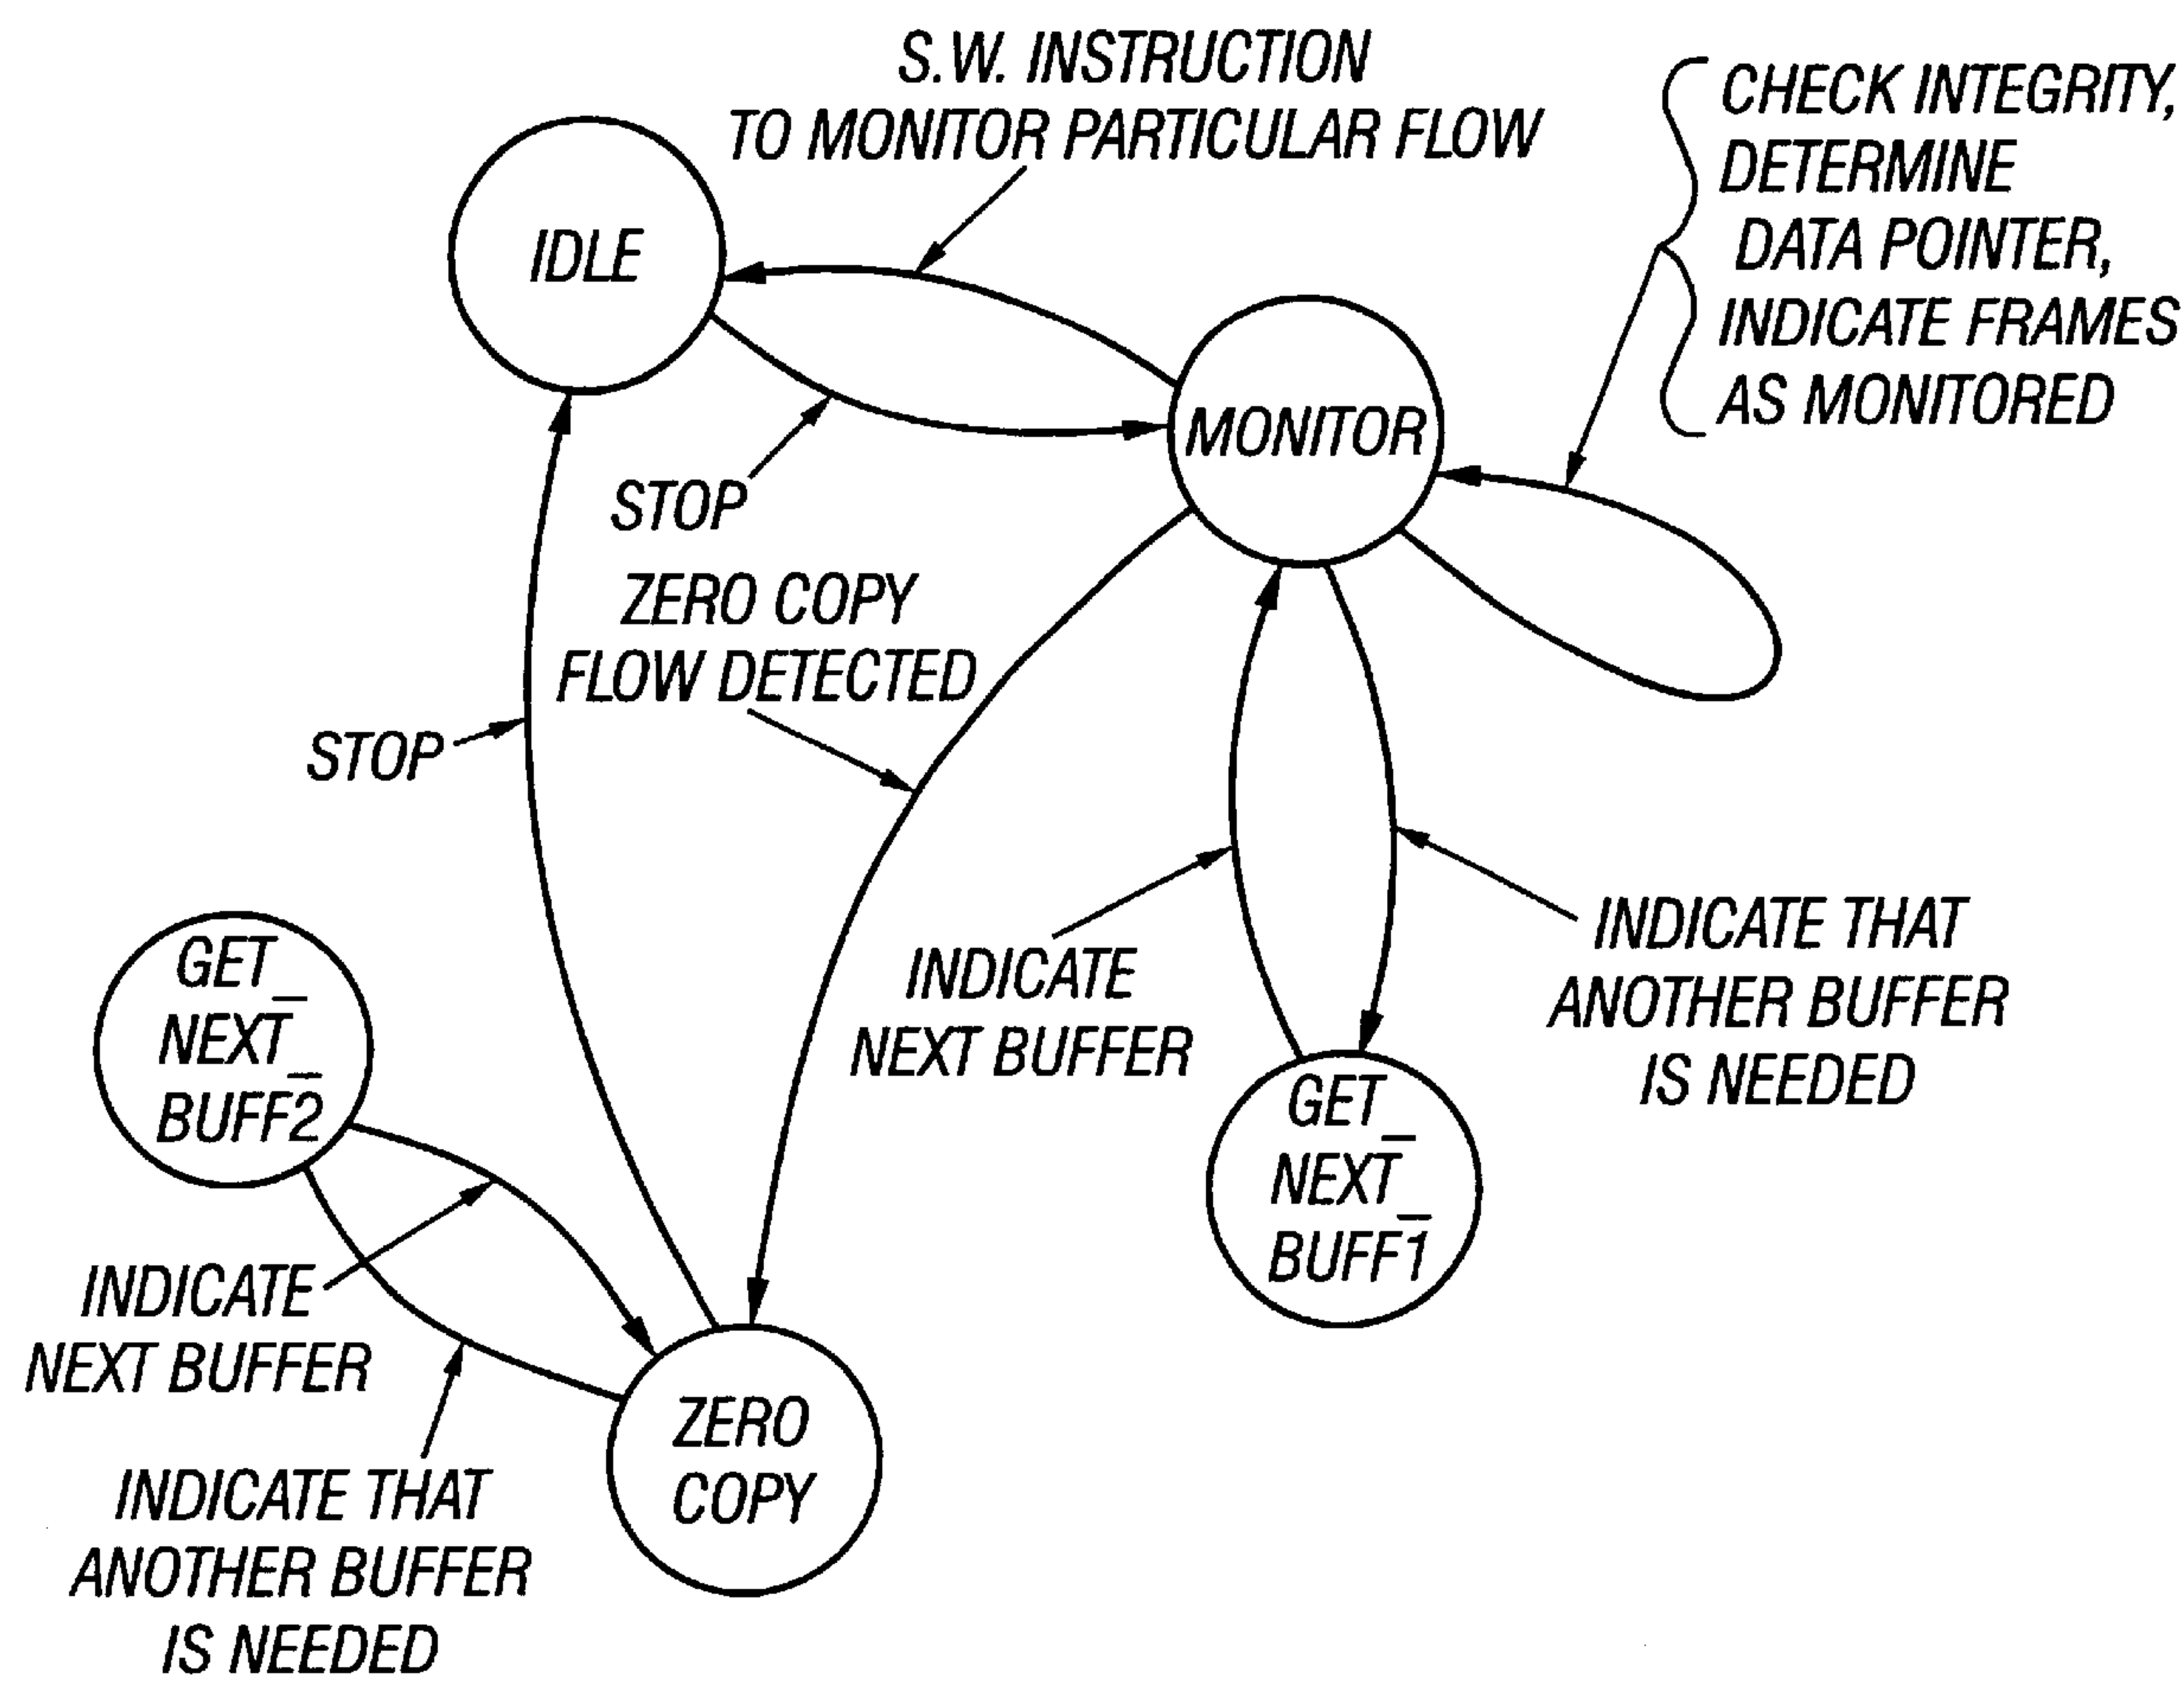 S.W. INSTRUCTION
TO MONITOR PARTICULAR FLOW
CHECK INTEGRITY,
DETERMINE
DATA POINTER,
INDICATE FRAMES
AS MONITORED
IDLE
MONITOR
STOP
ZERO COPY
FLOW DETECTED
STOP
INDICATE THAT
ANOTHER BUFFER
IS NEEDED
INDICATE
NEXT BUFFER
GET_
NEXT_
BUFF2
GET_
NEXT_
BUFF1
INDICATE
NEXT BUFFER
ZERO
COPY
INDICATE THAT
ANOTHER BUFFER
IS NEEDED